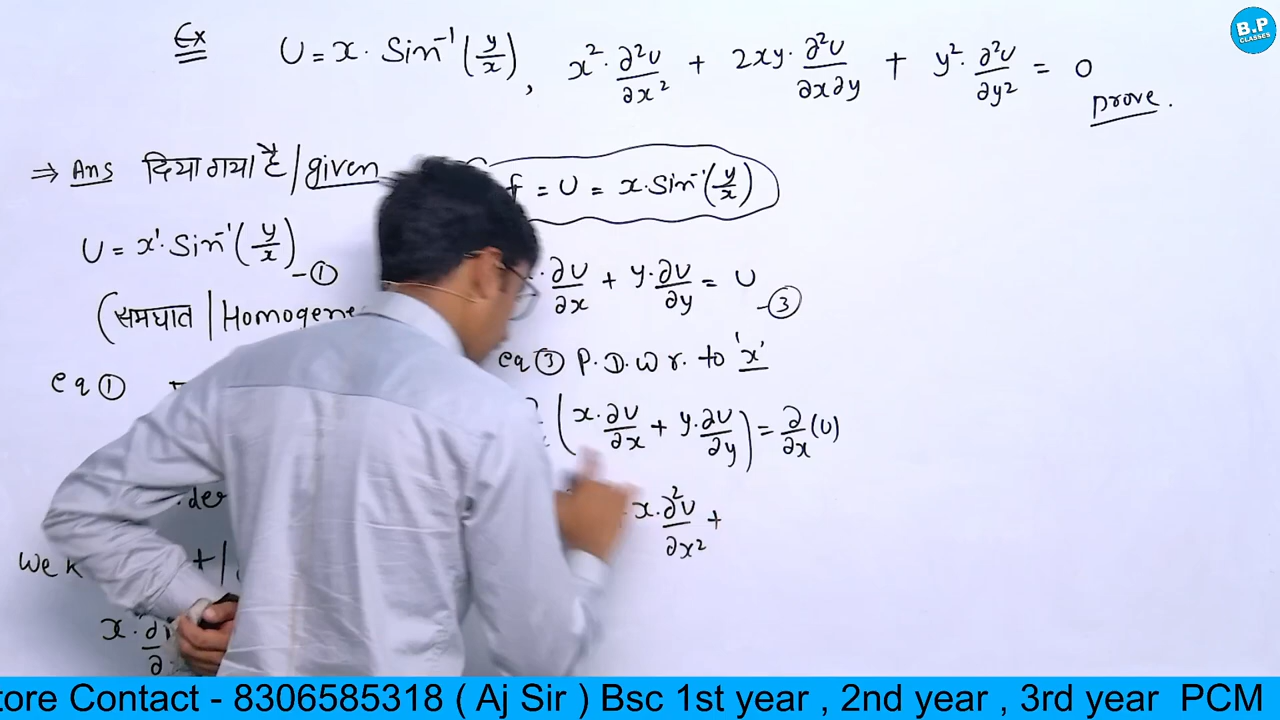 Ex U = x · Sin⁻¹(y/x), x² · ∂²U/∂x² + 2xy · ∂²U/∂x∂y + y² · ∂²U/∂y² = 0
prove.
⇒ Ans दिया गया है / given
U = x¹ · Sin⁻¹(y/x) -①
(समघात / Homogene
eq ①
der
we k
x · ∂
f = U = x · Sin⁻¹(y/x)
· ∂U/∂x + y · ∂U/∂y = U -③
eq ③ P. D. W r. to 'x'
(x · ∂U/∂x + y · ∂U/∂y) = ∂/∂x (U)
x · ∂²U/∂x² +
B.P
CLASSES
tore Contact - 8306585318 ( Aj Sir ) Bsc 1st year , 2nd year , 3rd year PCM